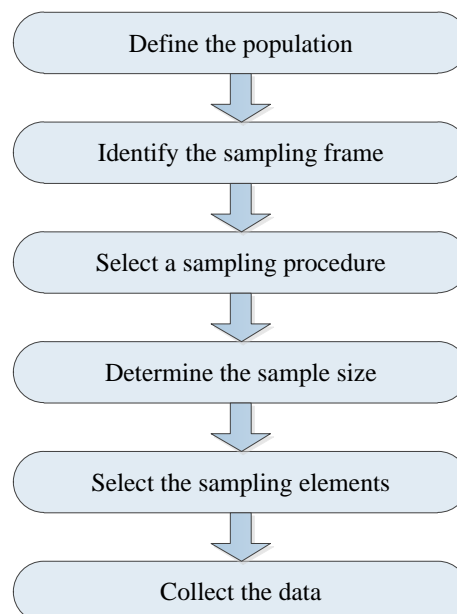 Define the population
Identify the sampling frame
Select a sampling procedure
Determine the sample size
Select the sampling elements
Collect the data